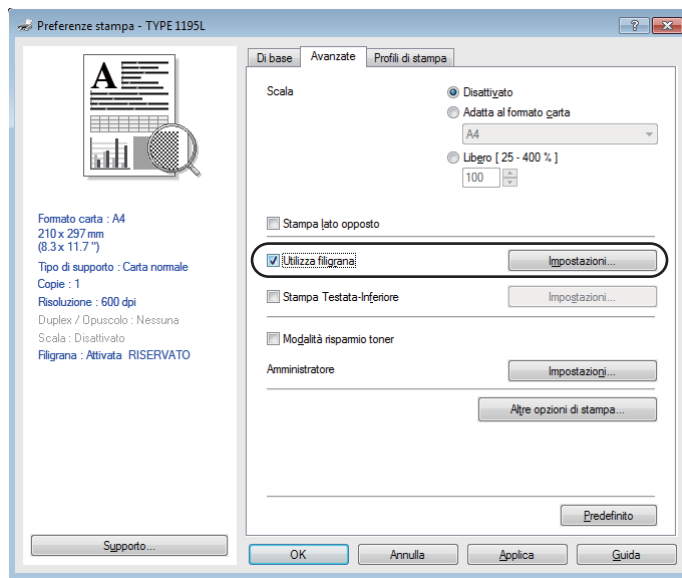 Preferenze stampa - TYPE 1195L
Di base Avanzate Profili di stampa
A
Scala
Disattivato
Adatta al formato carta
A4
Libero [ 25 - 400 % ]
100
Formato carta : A4
210 x 297 mm
(8.3 x 11.7 ")
Tipo di supporto : Carta normale
Copie : 1
Risoluzione : 600 dpi
Duplex / Opuscolo : Nessuna
Scala : Disattivato
Filigrana : Attivata RISERVATO
Supporto...
Stampa lato opposto
Utilizza filigrana Impostazioni...
Stampa Testata-Inferiore Impostazioni...
Modalità risparmio toner
Amministratore Impostazioni...
Altre opzioni di stampa...
Predefinito
OK Annulla Applica Guida